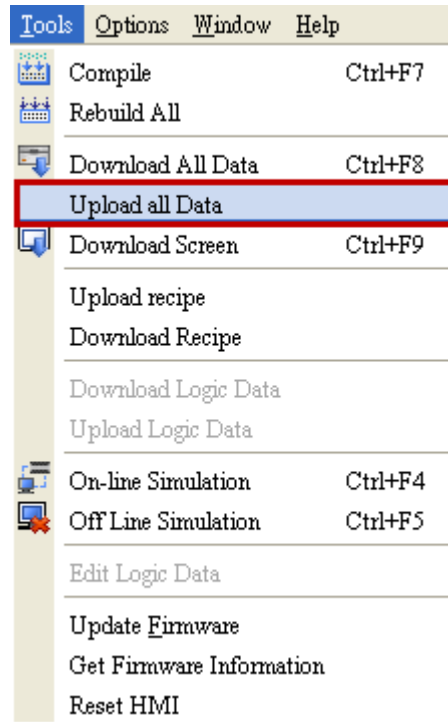 Tools Options Window Help
Compile Ctrl+F7
Rebuild All
Download All Data Ctrl+F8
Upload all Data
Download Screen Ctrl+F9
Upload recipe
Download Recipe
Download Logic Data
Upload Logic Data
On-line Simulation Ctrl+F4
Off Line Simulation Ctrl+F5
Edit Logic Data
Update Firmware
Get Firmware Information
Reset HMI